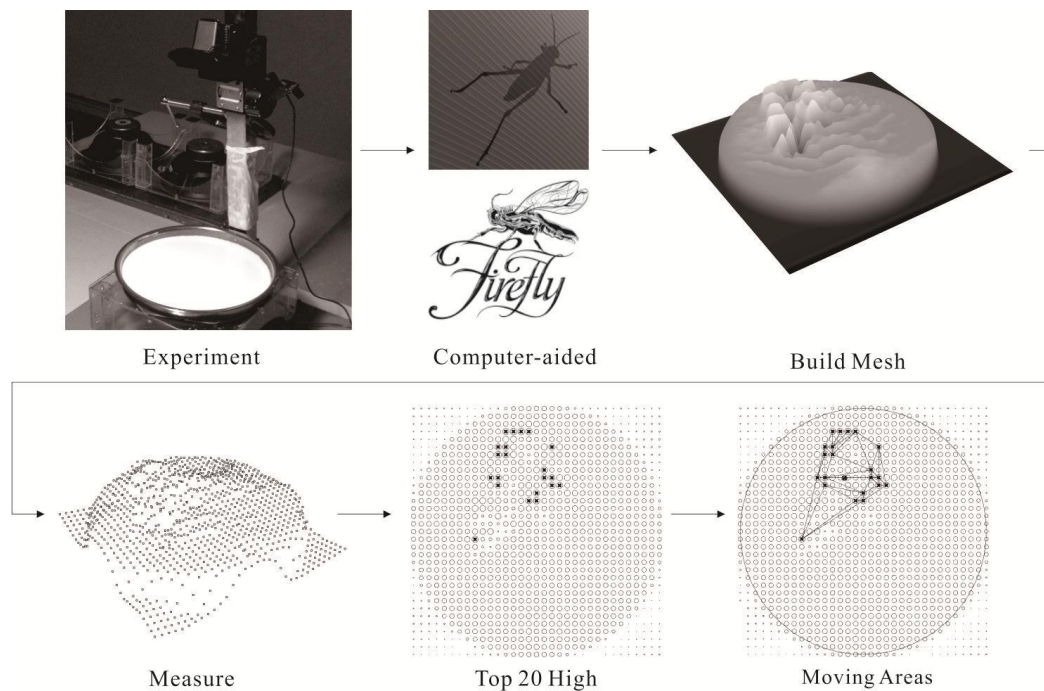 Firefly
Experiment
Computer-aided
Build Mesh
Measure
Top 20 High
Moving Areas